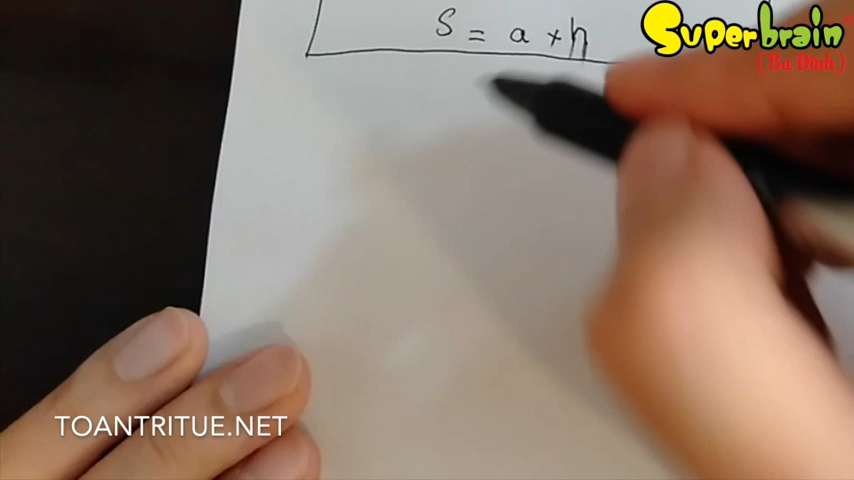 S = a × h
Superbrain
(Ba Đình)
TOANTRITUE.NET